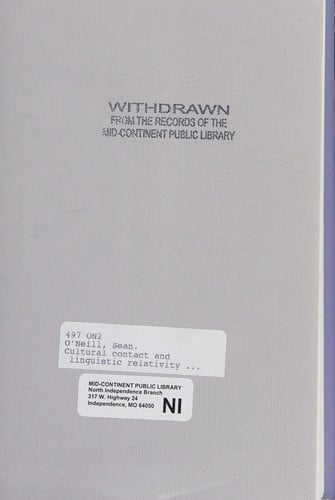 WITHDRAWN
FROM THE RECORDS OF THE
MID-CONTINENT PUBLIC LIBRARY
497 ON2
O'Neill, Sean.
Cultural contact and
linguistic relativity ...
MID-CONTINENT PUBLIC LIBRARY
North Independence Branch
317 W. Highway 24
Independence, MO 64050
NI